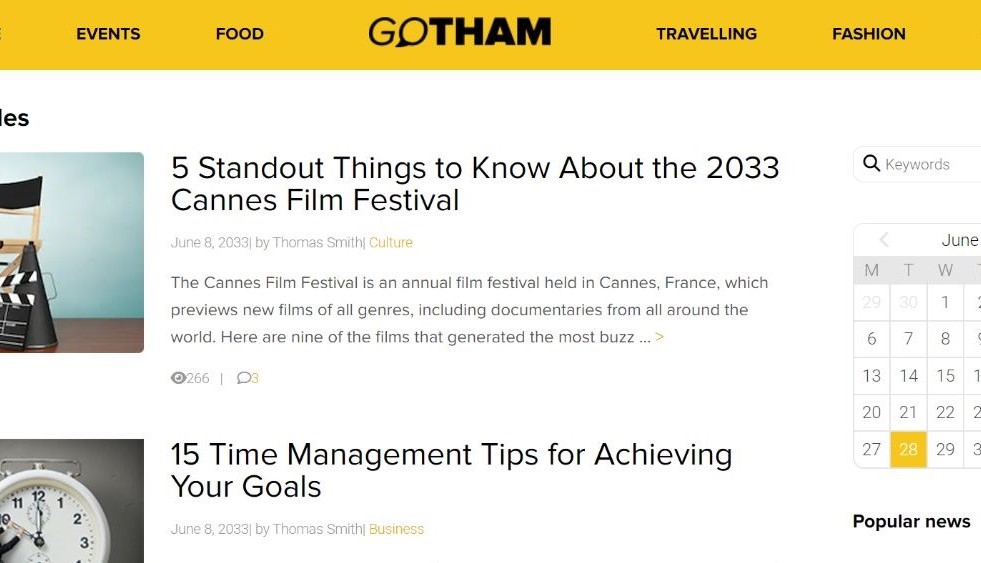 EVENTS
FOOD
GOTHAM
TRAVELLING
FASHION
5 Standout Things to Know About the 2033
Cannes Film Festival
June 8, 2033| by Thomas Smith| Culture
The Cannes Film Festival is an annual film festival held in Cannes, France, which
previews new films of all genres, including documentaries from all around the
world. Here are nine of the films that generated the most buzz ... >
266 | 3
15 Time Management Tips for Achieving
Your Goals
June 8, 2033| by Thomas Smith| Business
11 12 1
2
3
4
Keywords
June
M T W
29 30 1
6 7 8
13 14 15
20 21 22
27 28 29
Popular news